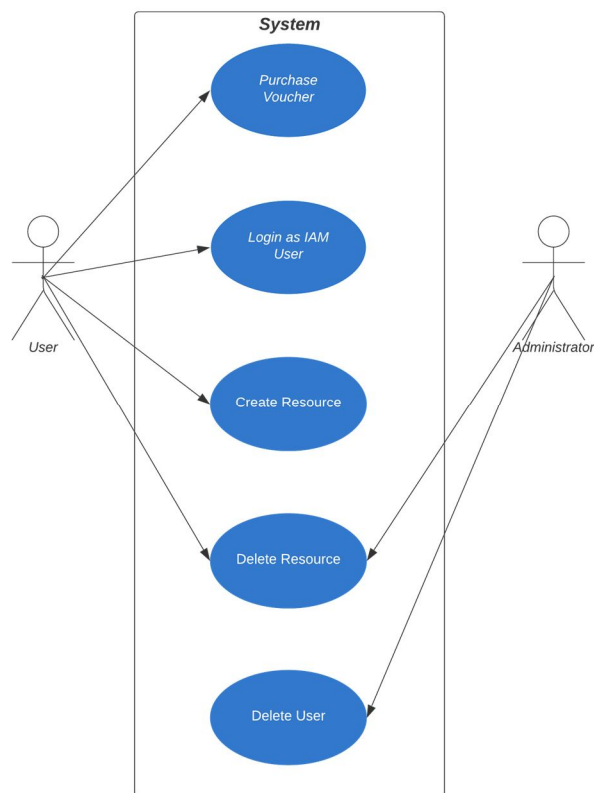 System
Purchase
Voucher
Login as IAM
User
User
Administrator
Create Resource
Delete Resource
Delete User